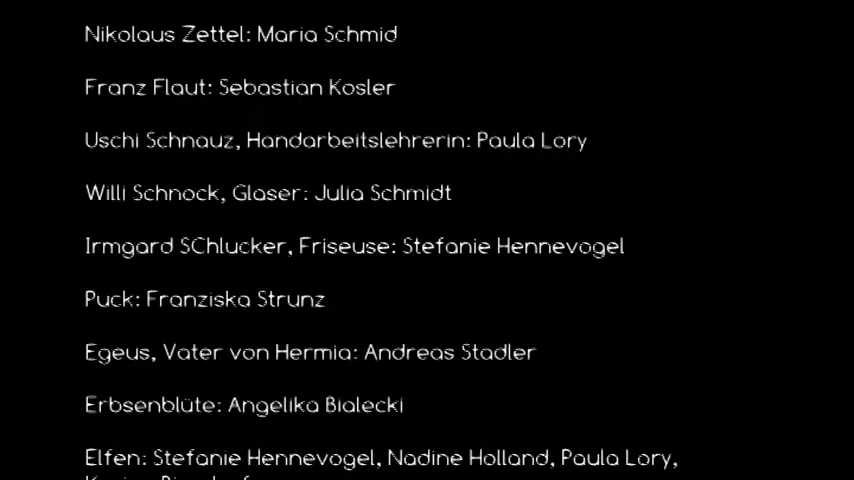 Nikolaus Zettel: Maria Schmid
Franz Flaut: Sebastian Kosler
Uschi Schnauz, Handarbeitslehrerin: Paula Lory
Willi Schnock, Glaser: Julia Schmidt
Irmgard SChlucker, Friseuse: Stefanie Hennevogel
Puck: Franziska Strunz
Egeus, Vater von Hermia: Andreas Stadler
Erbsenblüte: Angelika Bialecki
Elfen: Stefanie Hennevogel, Nadine Holland, Paula Lory,